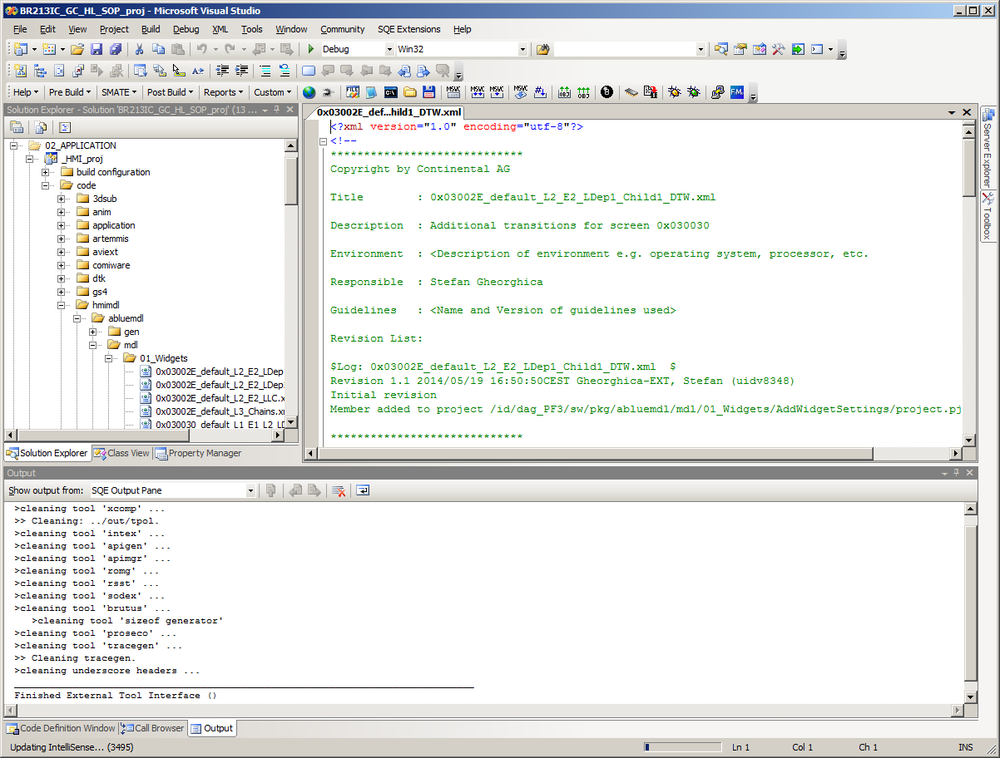 BR213IC_GC_HL_SOP_proj - Microsoft Visual Studio
File Edit View Project Build Debug XML Tools Window Community SQE Extensions Help
Debug Win32
Help Pre Build SMATE Post Build Reports Custom
Solution Explorer - Solution 'BR213IC_GC_HL_SOP_proj' (13 ...
02_APPLICATION
_HMI_proj
build configuration
code
3dsub
anim
application
artemmis
aviext
comiware
dtk
gs4
hmimdl
abluemdl
gen
mdl
01_Widgets
0x03002E_default_L2_E2_LDep
0x03002E_default_L2_E2_LDep
0x03002E_default_L2_E2_LLC.x
0x03002E_default_L3_Chains.x
0x030030_default_L1_E1_L2_LD
Solution Explorer Class View Property Manager
0x03002E_def...hild1_DTW.xml
<?xml version="1.0" encoding="utf-8"?>
<!--
*****************************
Copyright by Continental AG
Title : 0x03002E_default_L2_E2_LDep1_Child1_DTW.xml
Description : Additional transitions for screen 0x030030
Environment : <Description of environment e.g. operating system, processor, etc.
Responsible : Stefan Gheorghica
Guidelines : <Name and Version of guidelines used>
Revision List:
$Log: 0x03002E_default_L2_E2_LDep1_Child1_DTW.xml $
Revision 1.1 2014/05/19 16:50:50CEST Gheorghica-EXT, Stefan (uidv8348)
Initial revision
Member added to project /id/dag_PF3/sw/pkg/abluemdl/mdl/01_Widgets/AddWidgetSettings/project.pj
*****************************
Server Explorer
Toolbox
Output
Show output from: SQE Output Pane
>cleaning tool 'xcomp' ...
>> Cleaning: ../out/tpol.
>cleaning tool 'intex' ...
>cleaning tool 'apigen' ...
>cleaning tool 'apimgr' ...
>cleaning tool 'romg' ...
>cleaning tool 'rsst' ...
>cleaning tool 'sodex' ...
>cleaning tool 'brutus' ...
>cleaning tool 'sizeof generator'
>cleaning tool 'proseco' ...
>cleaning tool 'tracegen' ...
>> Cleaning tracegen.
>cleaning underscore headers ...
Finished External Tool Interface ()
Code Definition Window Call Browser Output
Updating IntelliSense... (3495) Ln 1 Col 1 Ch 1 INS